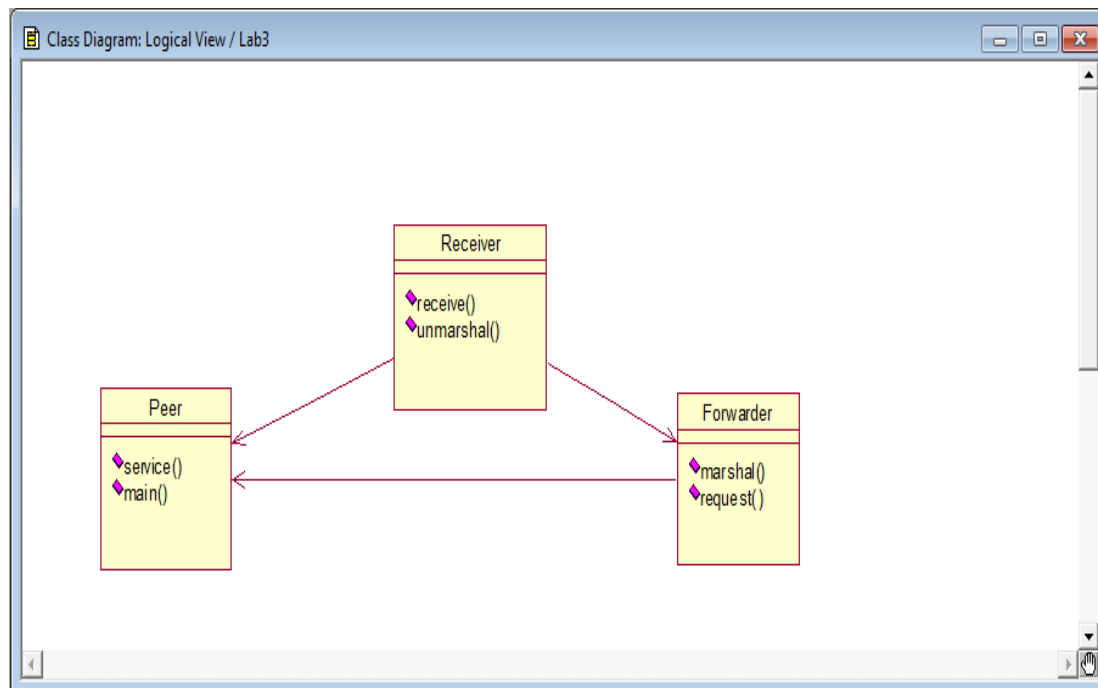 Class Diagram: Logical View / Lab3
Receiver
receive()
unmarshal()
Peer
service()
main()
Forwarder
marshal()
request( )